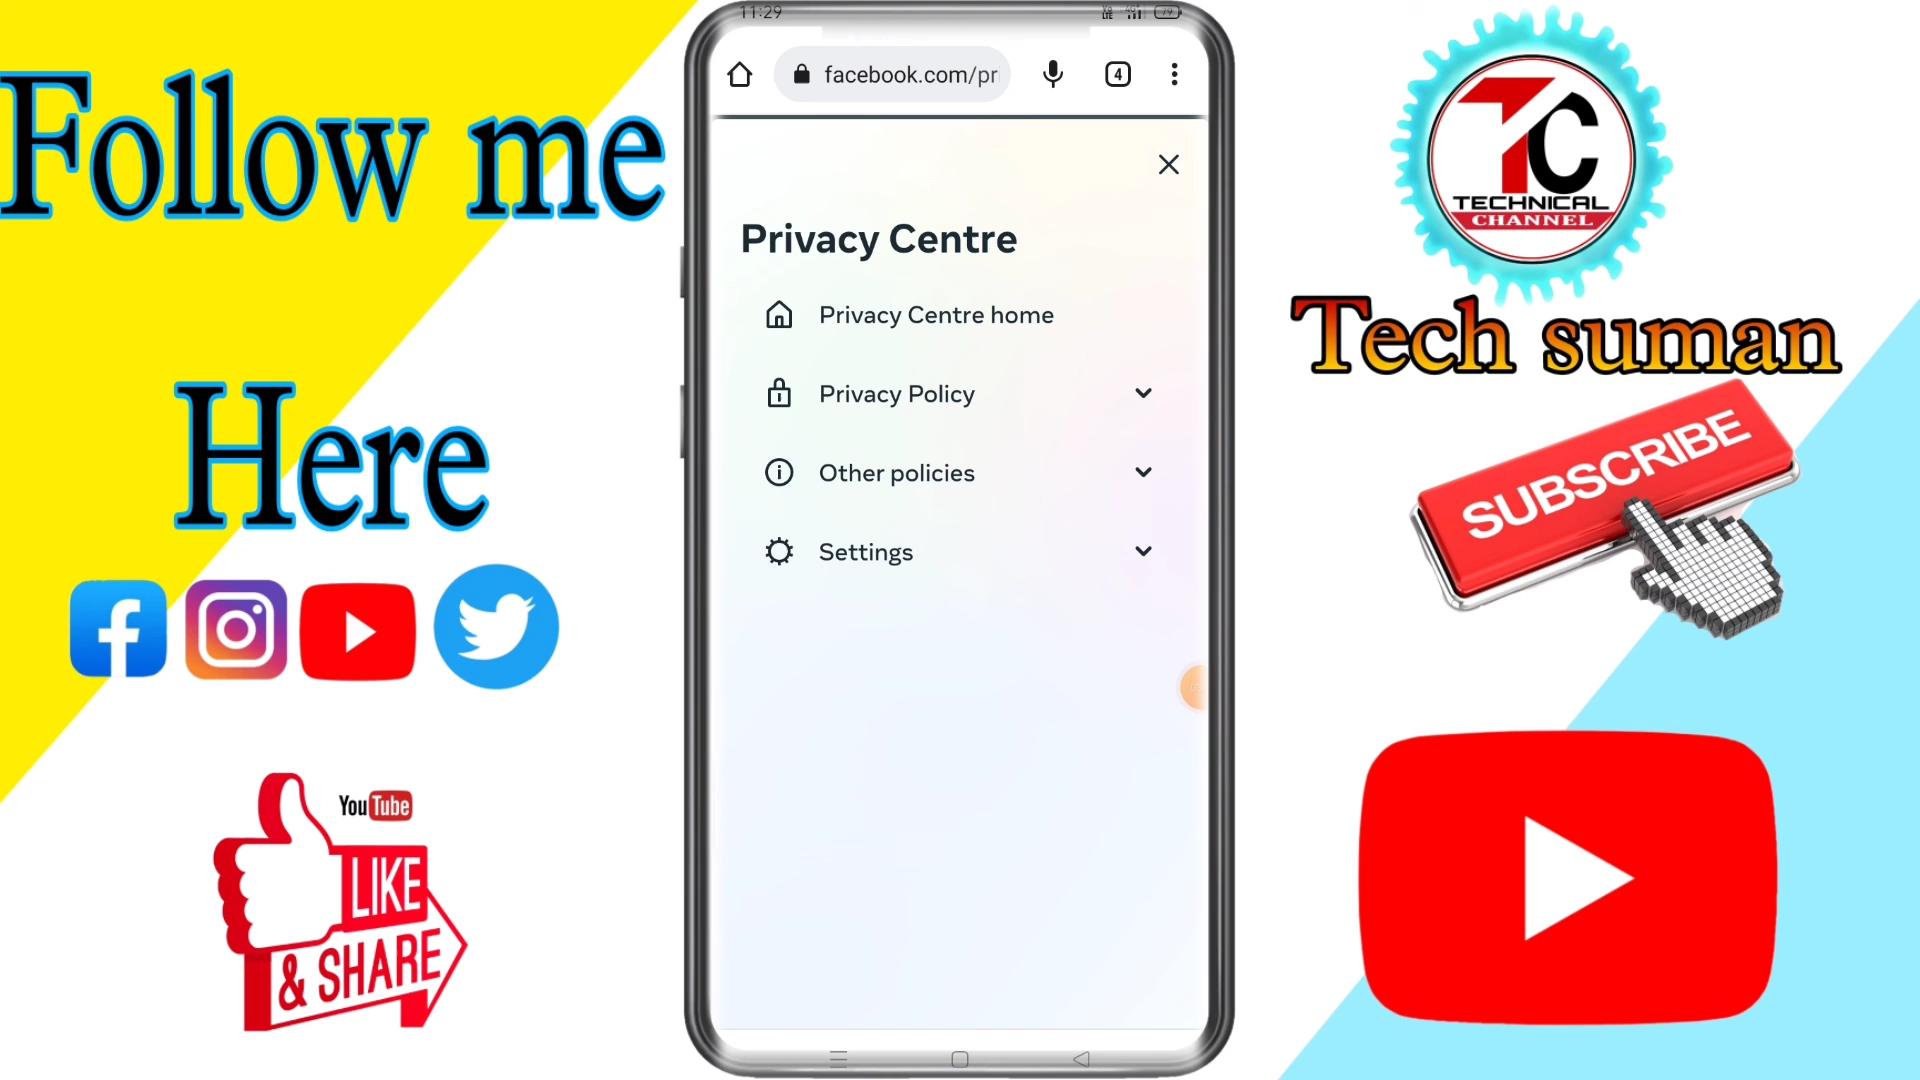 Follow me
Here
You Tube
LIKE
& SHARE
11:29
79
facebook.com/pr
4
Privacy Centre
Privacy Centre home
Privacy Policy
Other policies
Settings
TC
TECHNICAL
CHANNEL
Tech suman
SUBSCRIBE